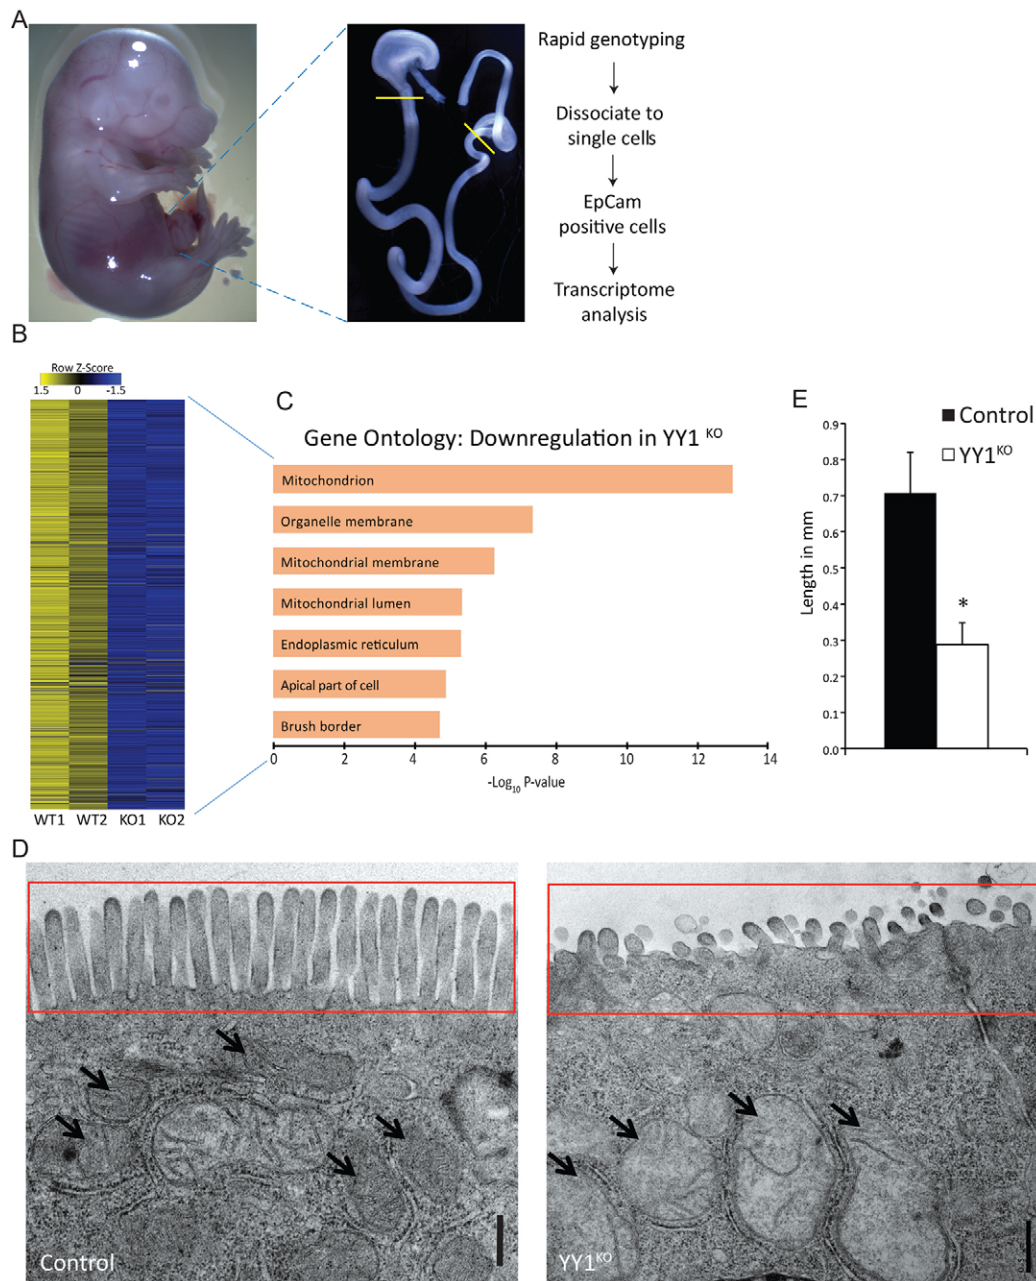 A
Rapid genotyping
Dissociate to
single cells
EpCam
positive cells
Transcriptome
analysis
B
Row Z-Score
1.5 0 -1.5
WT1 WT2 KO1 KO2
C
Gene Ontology: Downregulation in YY1 KO
Mitochondrion
Organelle membrane
Mitochondrial membrane
Mitochondrial lumen
Endoplasmic reticulum
Apical part of cell
Brush border
0 2 4 6 8 10 12 14
-Log10 P-value
E
Control
YY1KO
Length in mm
0.9
0.8
0.7
0.6
0.5
0.4
0.3
0.2
0.1
0.0
*
D
Control
YY1KO